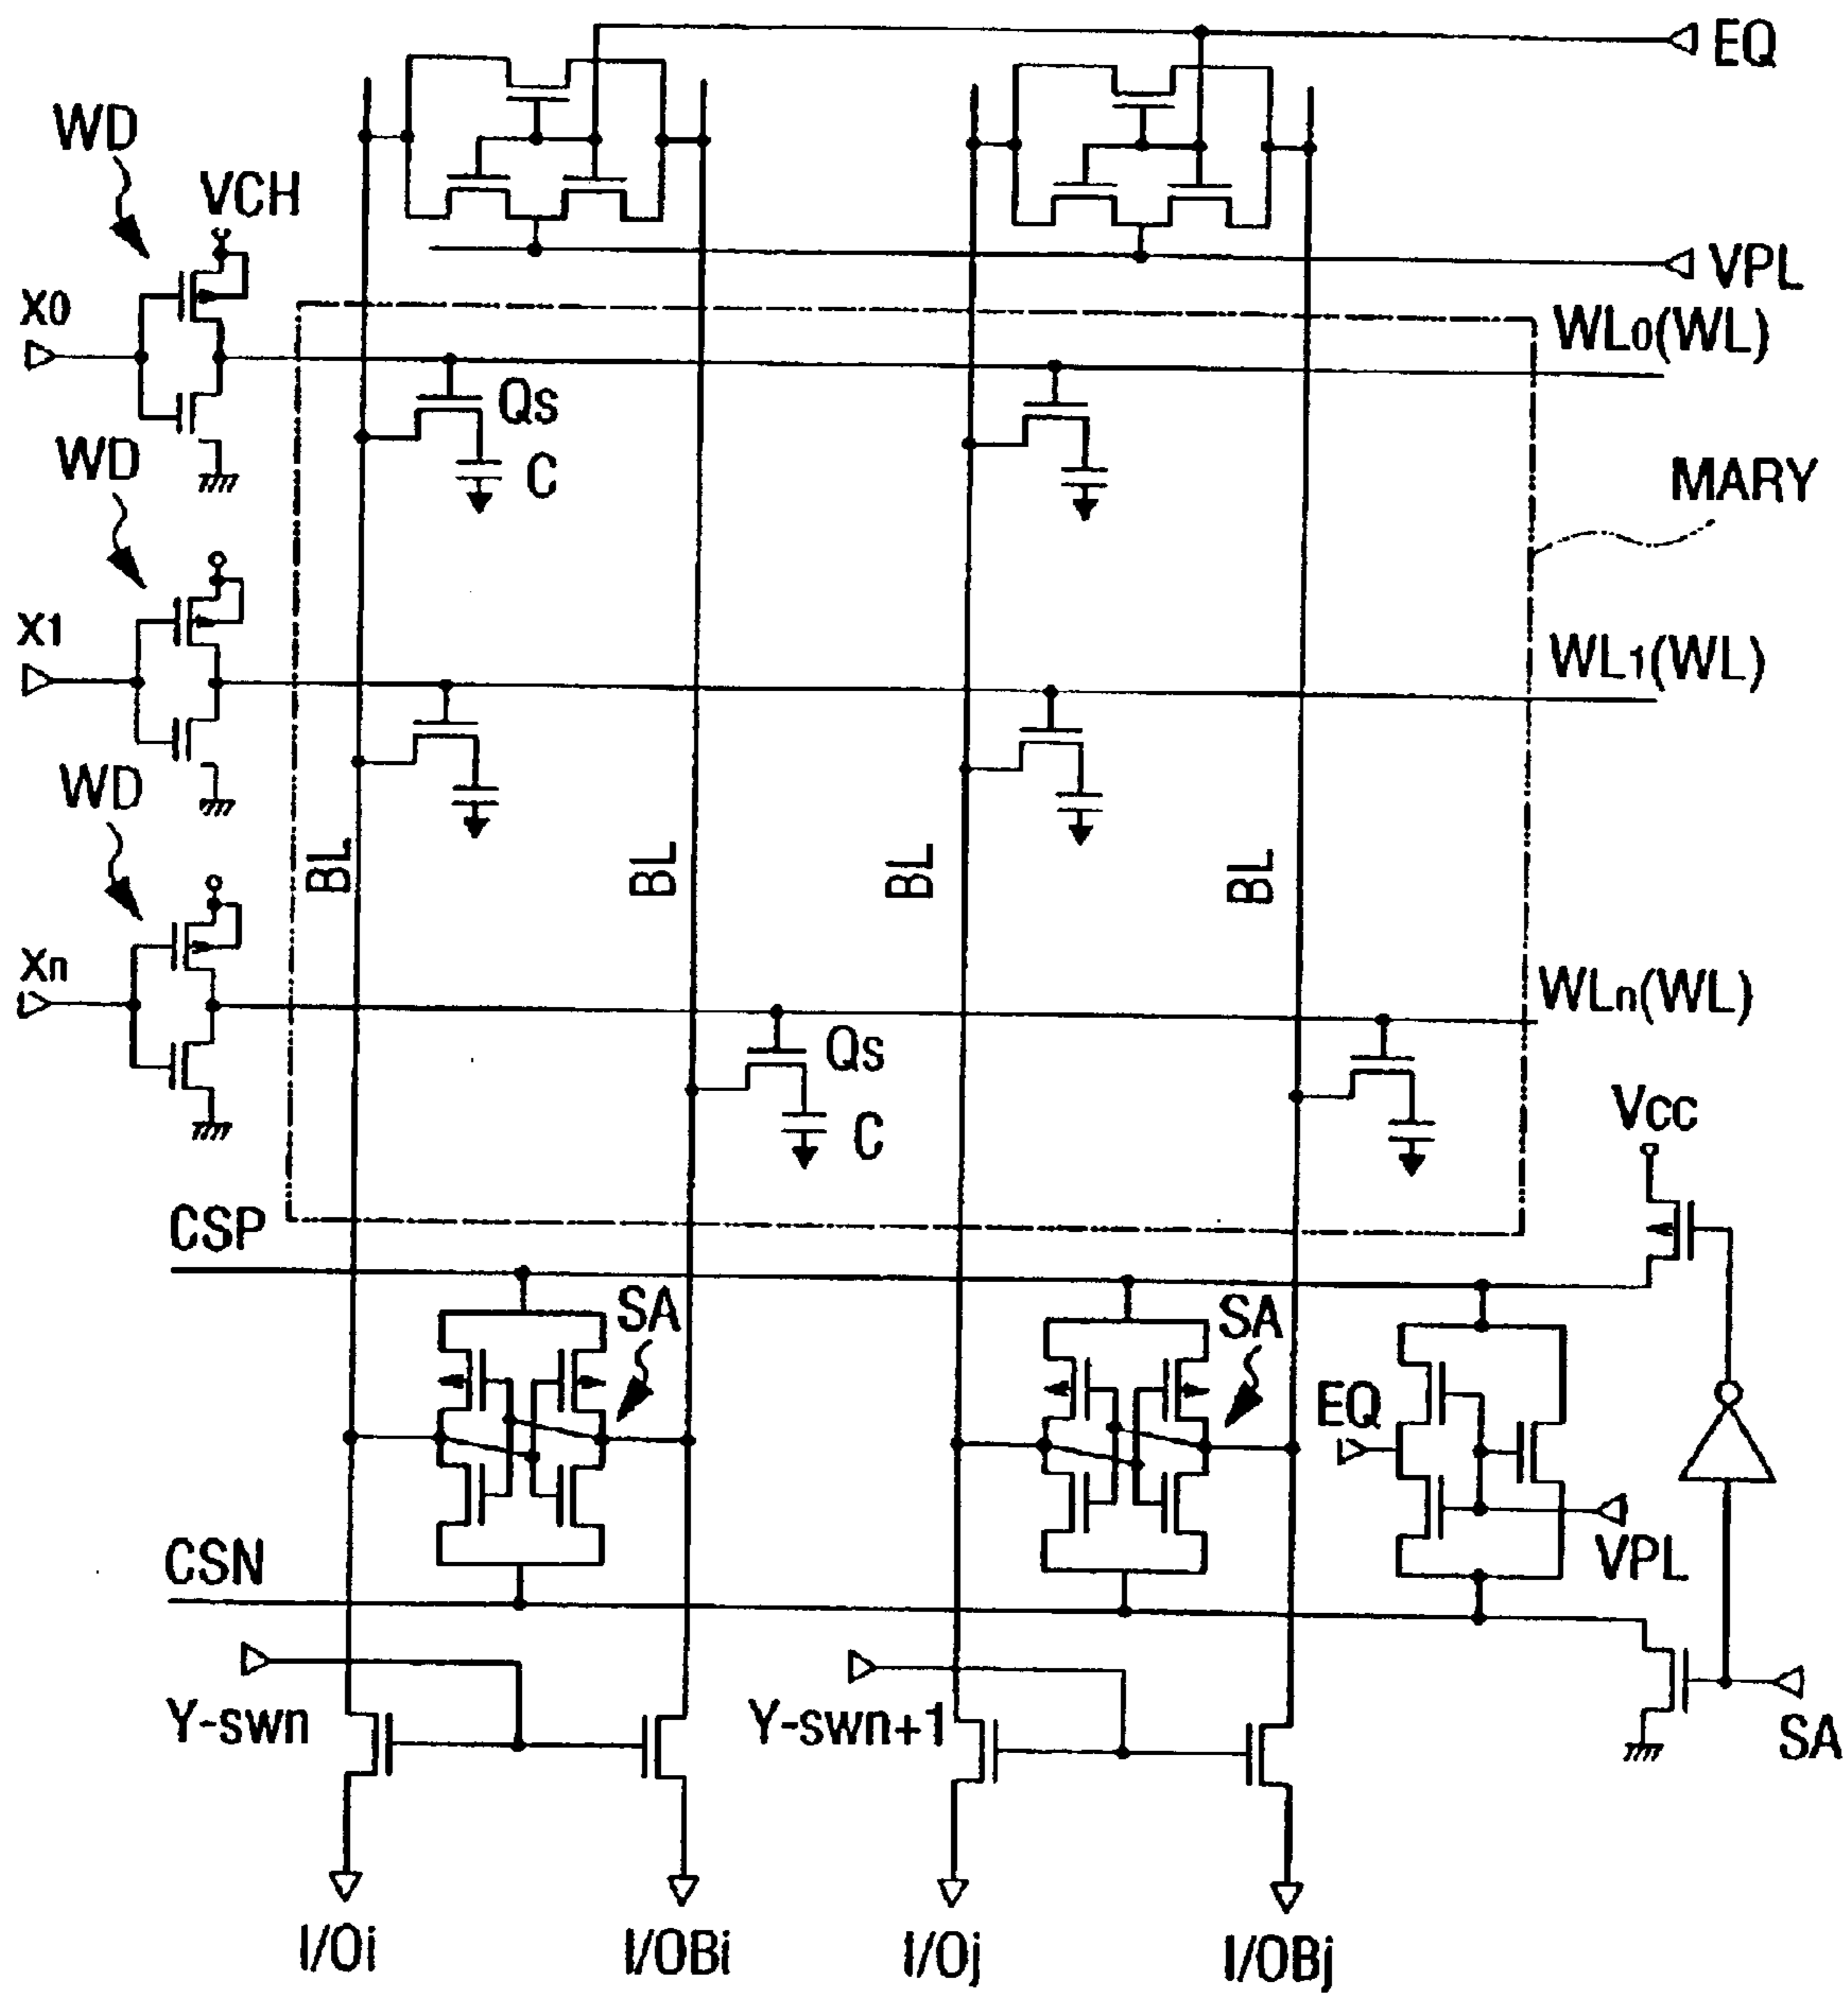 EQ
WD
VCH
VPL
X0
WL0(WL)
Qs
WD
C
MARY
X1
WL1(WL)
WD
BL
BL
BL
BL
Xn
WLn(WL)
Qs
C
Vcc
CSP
SA
SA
EQ
CSN
VPL
Y-swn
Y-swn+1
SA
I/Oi
I/OBi
I/Oj
I/OBj